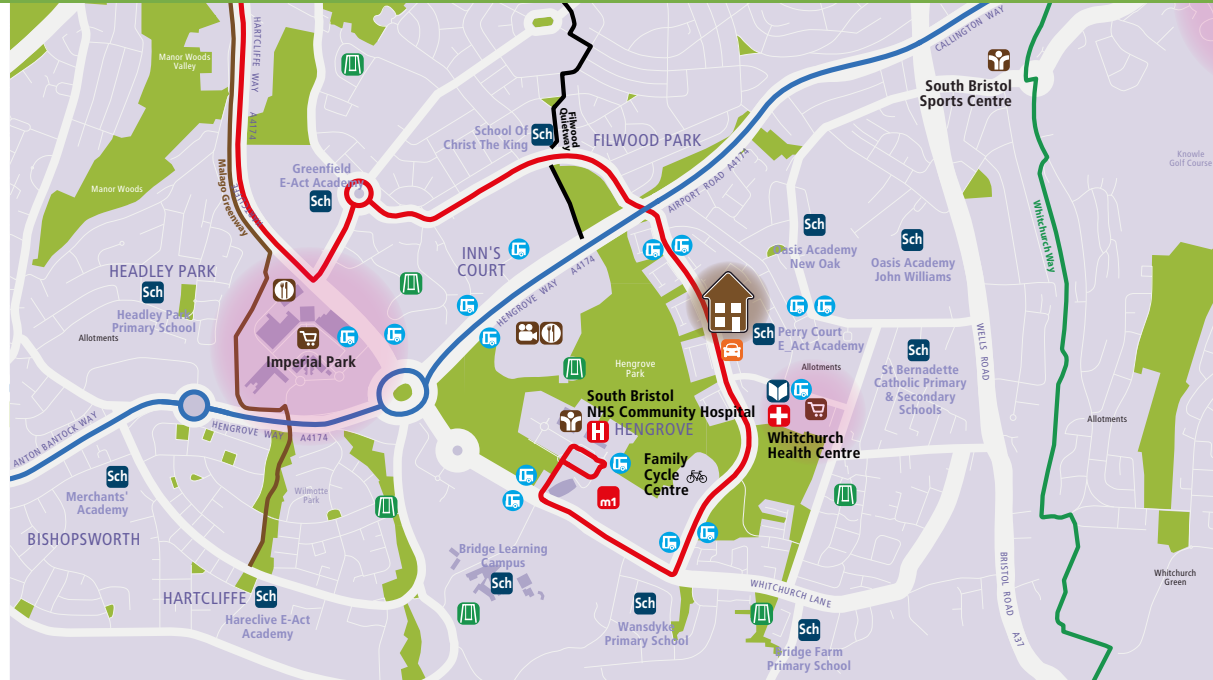 CALLINGTON WAY
HARTCLIFFE WAY
A4174
Manor Woods
Valley
South Bristol
Sports Centre
School Of
Christ The King
Sch
Filwood
Quietway
FILWOOD PARK
Knowle
Golf Course
Greenfield
E-Act Academy
Sch
Manor Woods
Malago Greenway
AIRPORT ROAD A4174
Whitchurch Way
Sch
Oasis Academy
New Oak
Sch
Oasis Academy
John Williams
INN'S
COURT
A4174
HENGROVE WAY
HEADLEY PARK
Sch
Headley Park
Primary School
Allotments
Imperial Park
Sch
Perry Court
E_Act Academy
Allotments
WELLS ROAD
Sch
St Bernadette
Catholic Primary
& Secondary
Schools
Hengrove
Park
South Bristol
NHS Community Hospital
H
HENGROVE
Whitchurch
Health Centre
Allotments
Family
Cycle
Centre
m1
ANTON BANTOCK WAY
HENGROVE WAY
A4174
Sch
Merchants'
Academy
Wilmotte
Park
BISHOPSWORTH
Bridge Learning
Campus
Sch
HARTCLIFFE
Sch
Hareclive E-Act
Academy
Sch
Wansdyke
Primary School
WHITCHURCH LANE
Sch
Bridge Farm
Primary School
BRISTOL ROAD
A37
Whitchurch
Green